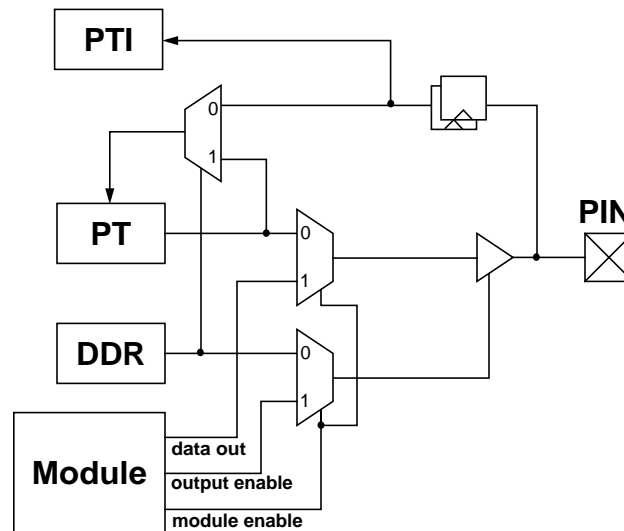 PTI
0
1
PT
PIN
0
1
DDR
0
1
Module
data out
output enable
module enable